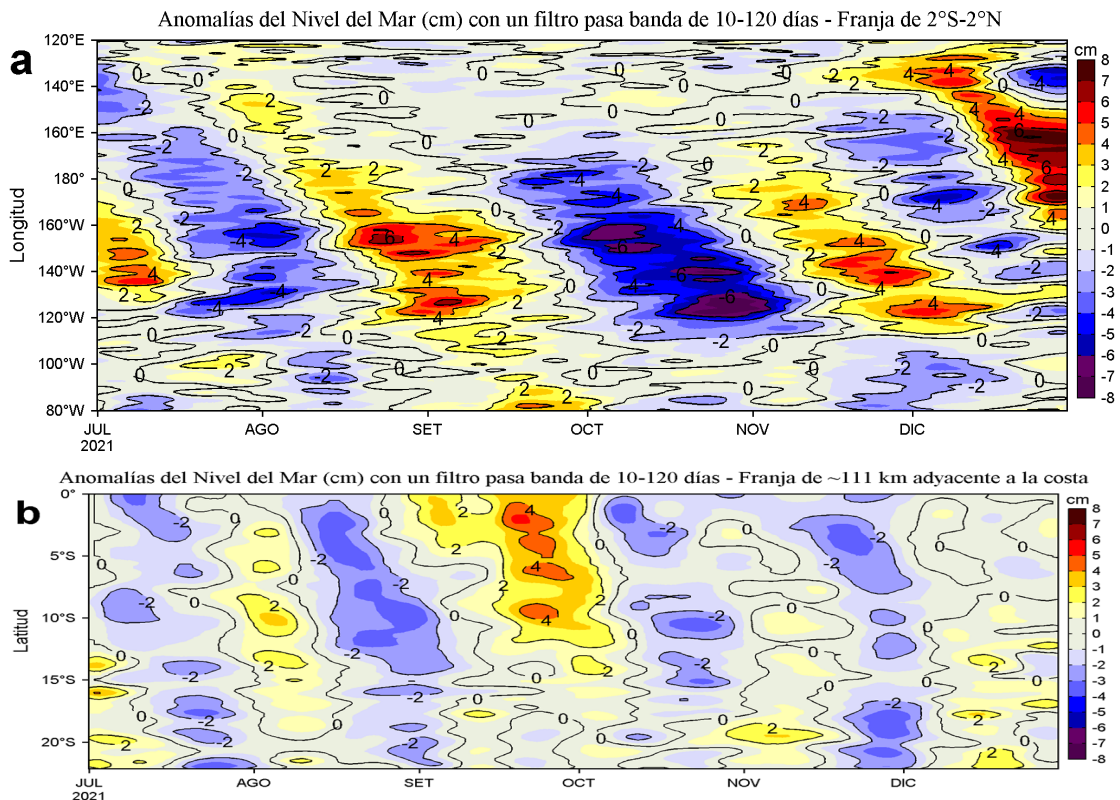 Anomalías del Nivel del Mar (cm) con un filtro pasa banda de 10-120 días - Franja de 2°S-2°N
a
cm
Longitud
120°E
140°E
160°E
180°
160°W
140°W
120°W
100°W
80°W
8
7
6
5
4
3
2
1
0
-1
-2
-3
-4
-5
-6
-7
-8
JUL AGO SET OCT NOV DIC
2021
Anomalías del Nivel del Mar (cm) con un filtro pasa banda de 10-120 días - Franja de ~111 km adyacente a la costa
b
cm
Latitud
0°
5°S
10°S
15°S
20°S
8
7
6
5
4
3
2
1
0
-1
-2
-3
-4
-5
-6
-7
-8
JUL AGO SET OCT NOV DIC
2021